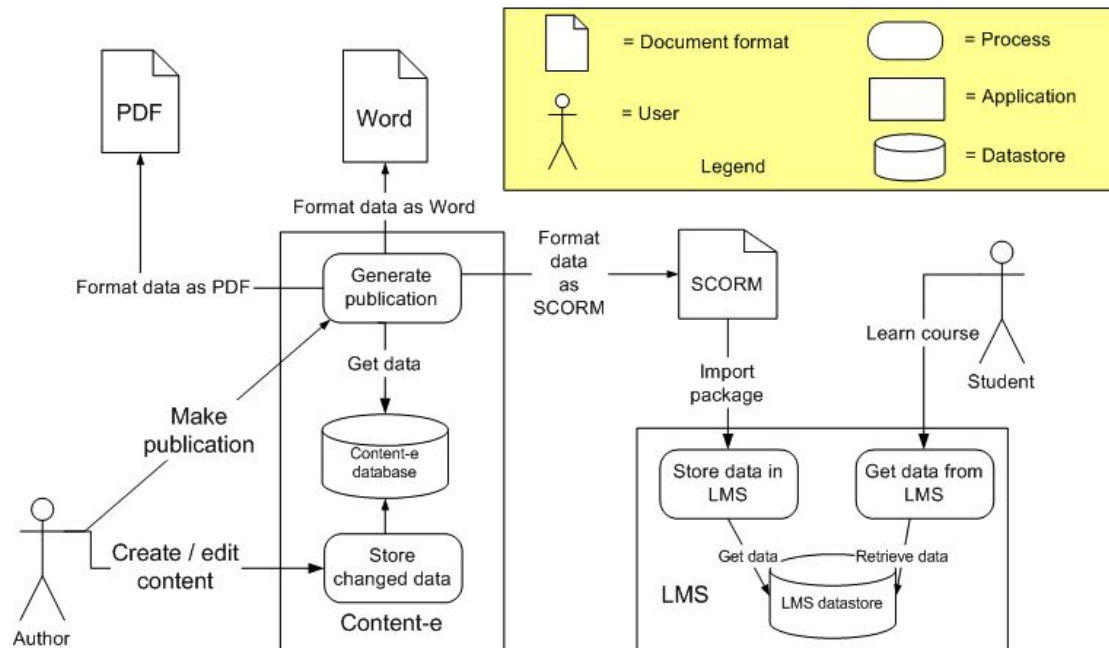 PDF
Word
= Document format
= User
= Process
= Application
= Datastore
Legend
Format data as Word
Format data as PDF
Generate
publication
Format
data
as
SCORM
SCORM
Learn course
Student
Get data
Import
package
Make
publication
Content-e
database
Store data in
LMS
Get data from
LMS
Create / edit
content
Store
changed data
Get data
Retrieve data
LMS
LMS datastore
Content-e
Author